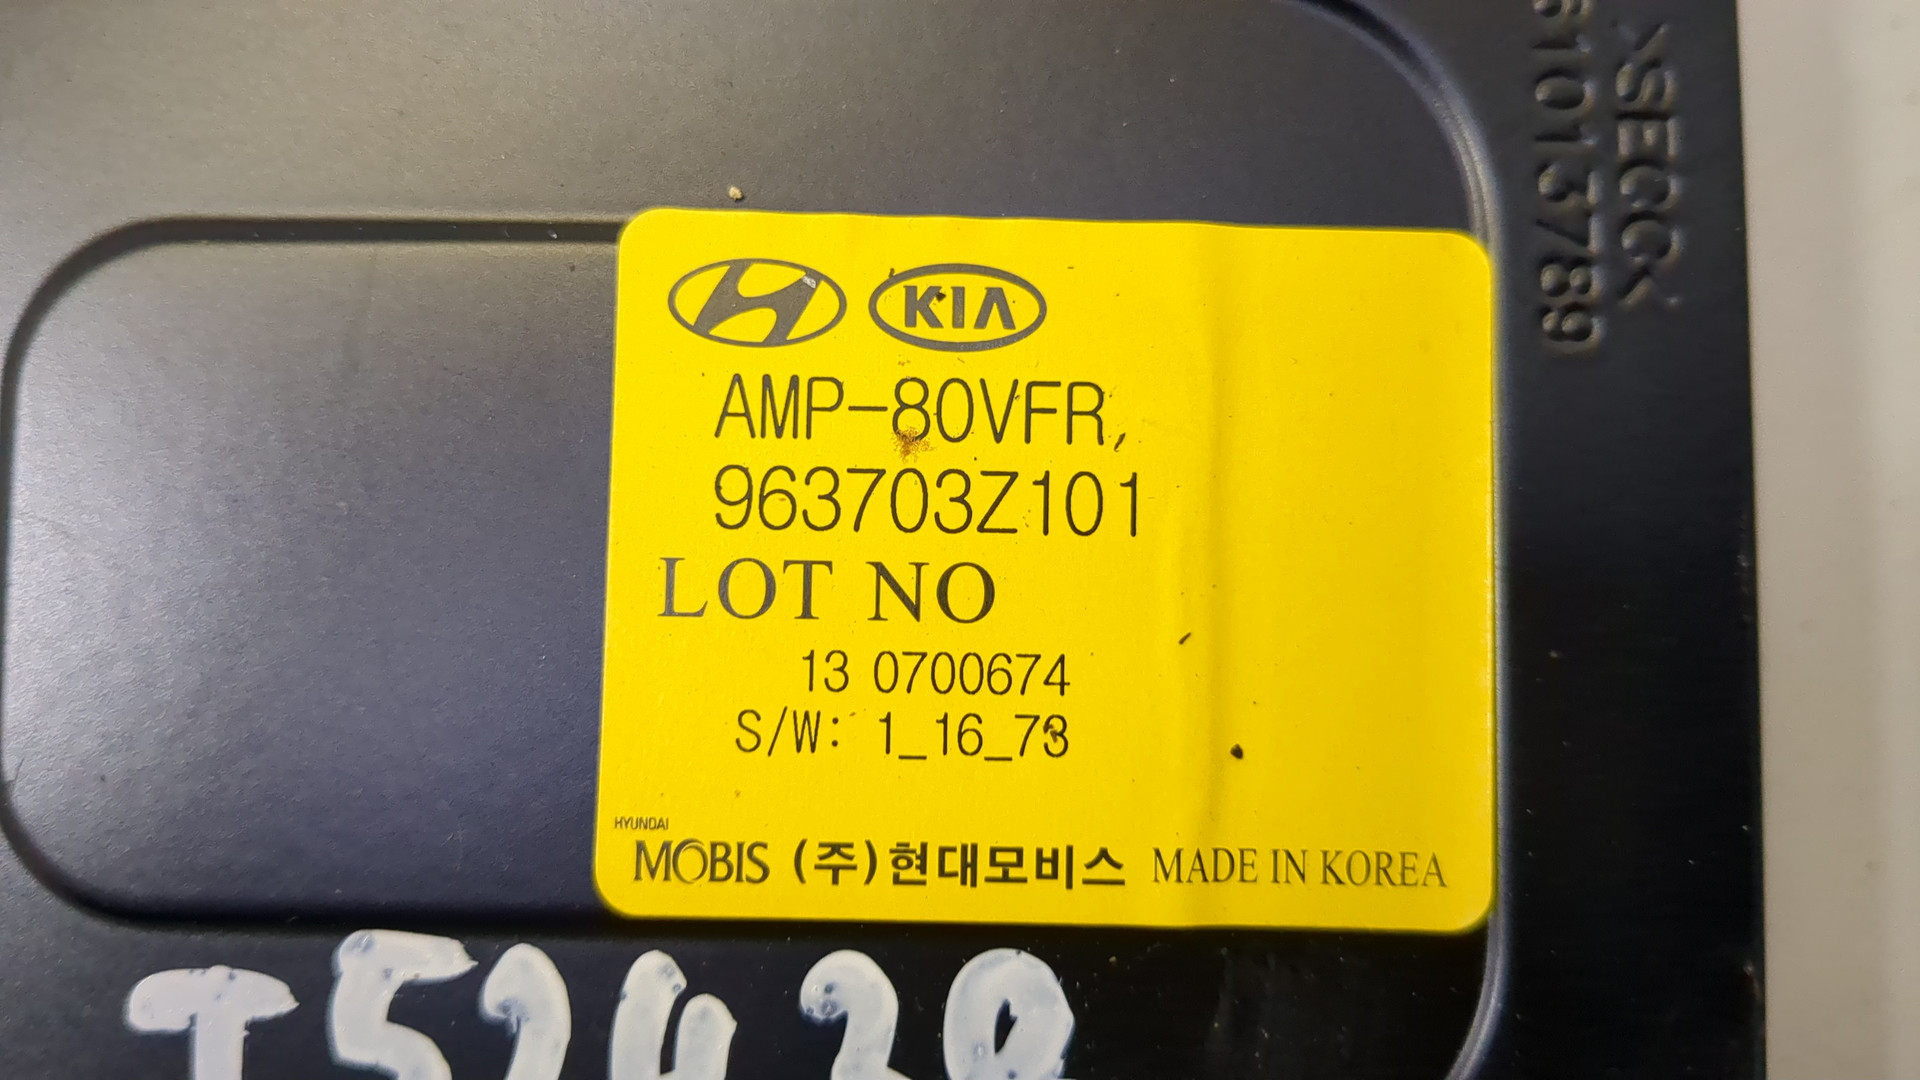 KIA
AMP-80VFR,
963703Z101
LOT NO
13 0700674
S/W: 1_16_73
HYUNDAI
MOBIS (주)현대모비스 MADE IN KOREA
>SECC<